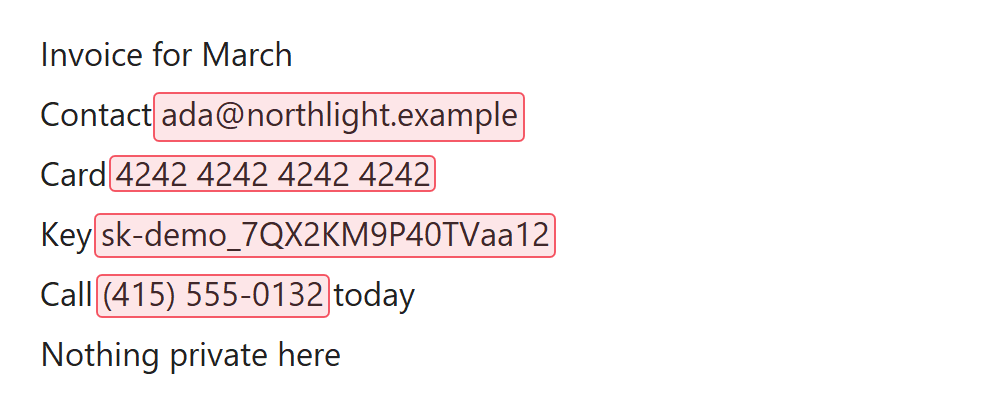 Invoice for March
Contact ada@northlight.example
Card 4242 4242 4242 4242
Key sk-demo_7QX2KM9P40TVaa12
Call (415) 555-0132 today
Nothing private here